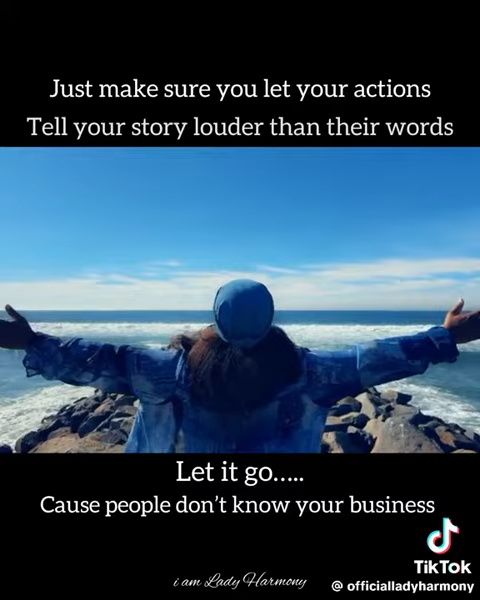 Just make sure you let your actions
Tell your story louder than their words
Let it go.....
Cause people don’t know your business
i am Lady Harmony
TikTok
@ officialladyharmony